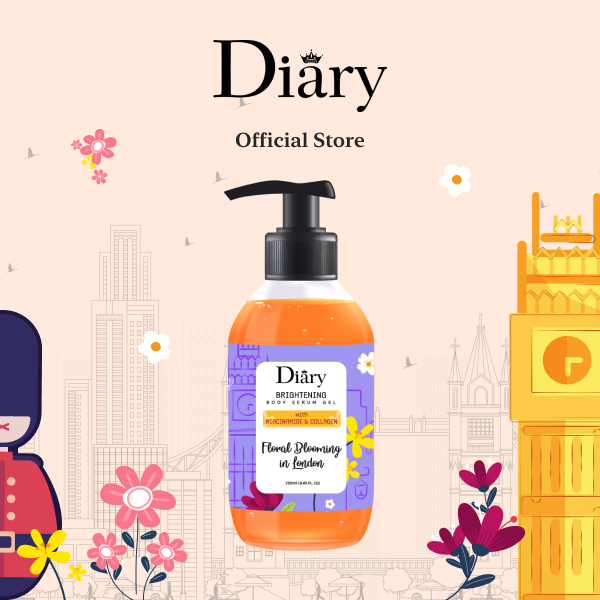 Diary
Official Store
Diary
BRIGHTENING
BODY SERUM GEL
with
NIACINAMIDE & COLLAGEN
Floral Blooming
in London
250ml | 8.45 FL. OZ